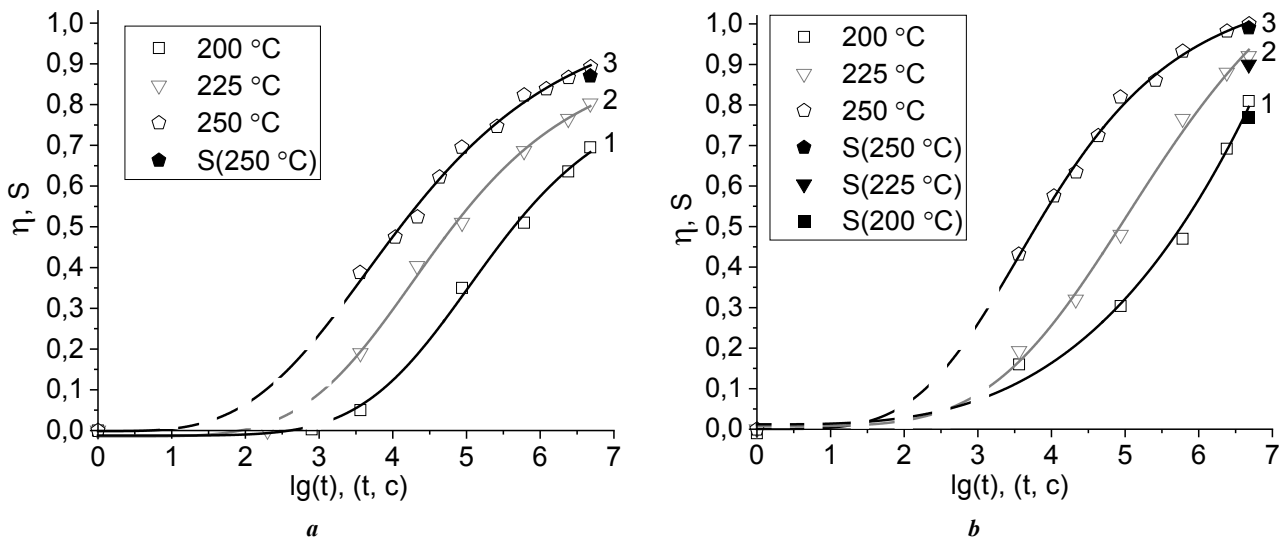 1,0
0,9
0,8
0,7
0,6
0,5
0,4
0,3
0,2
0,1
0,0
η, S
200 °C
225 °C
250 °C
S(250 °C)
3
2
1
0 1 2 3 4 5 6 7
lg(t), (t, c)
a
1,0
0,9
0,8
0,7
0,6
0,5
0,4
0,3
0,2
0,1
0,0
η, S
200 °C
225 °C
250 °C
S(250 °C)
S(225 °C)
S(200 °C)
3
2
1
0 1 2 3 4 5 6 7
lg(t), (t, c)
b